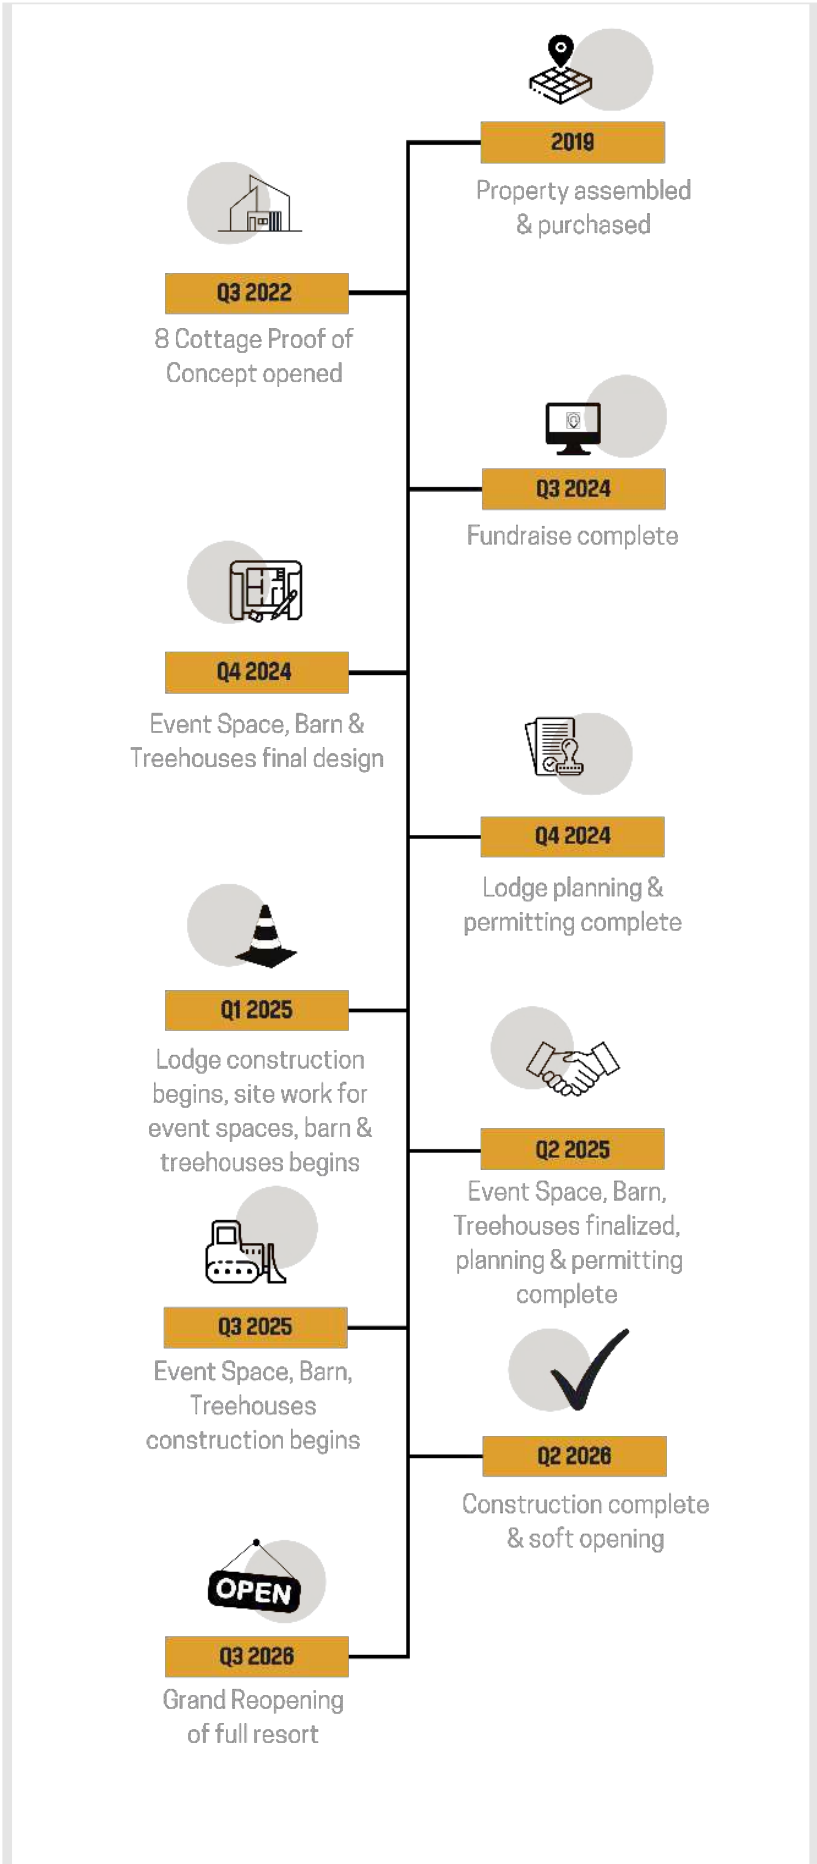 2019
Property assembled
& purchased
Q3 2022
8 Cottage Proof of
Concept opened
Q3 2024
Fundraise complete
Q4 2024
Event Space, Barn &
Treehouses final design
Q4 2024
Lodge planning &
permitting complete
Q1 2025
Lodge construction
begins, site work for
event spaces, barn &
treehouses begins
Q2 2025
Event Space, Barn,
Treehouses finalized,
planning & permitting
complete
Q3 2025
Event Space, Barn,
Treehouses
construction begins
Q2 2026
Construction complete
& soft opening
OPEN
Q3 2026
Grand Reopening
of full resort